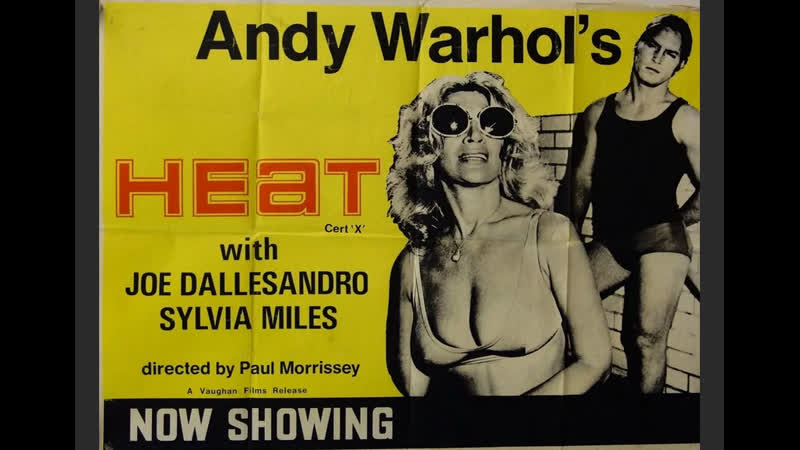 Andy Warhol's
HEaT
Cert 'X'
with
JOE DALLESANDRO
SYLVIA MILES
directed by Paul Morrissey
A Vaughan Films Release
NOW SHOWING